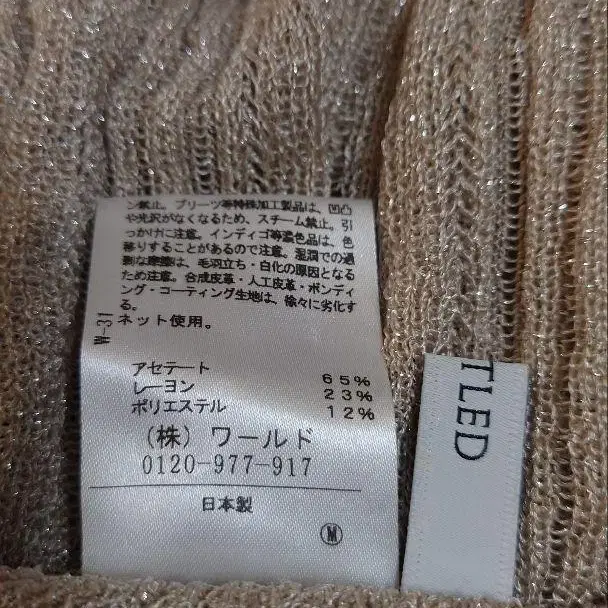 ン禁止。プリーツ等特殊加工製品は、凹凸
や光沢がなくなるため、スチーム禁止。引
っかけに注意。インディゴ等濃色品は、色
移りすることがあるので注意。湿潤での過
剰な摩擦は、毛羽立ち・白化の原因となる
ため注意。合成皮革・人工皮革・ボンディ
ング・コーティング生地は、徐々に劣化す
る。
ネット使用。
W-31
アセテート 65%
レーヨン 23%
ポリエステル 12%
(株) ワールド
0120-977-917
日本製
M
TLED